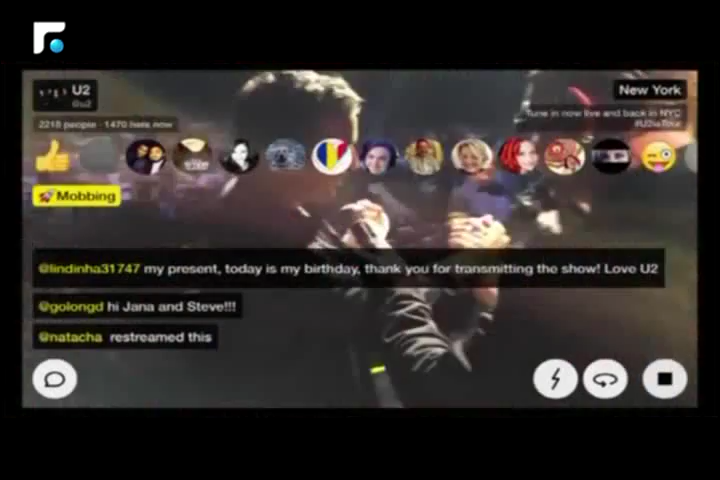 U2
@u2
New York
2218 people · 1470 here now
Tune in now live and back in NYC
#U2ieTour
Mobbing
@lindinha31747 my present, today is my birthday, thank you for transmitting the show! Love U2
@golongd hi Jana and Steve!!!
@natacha restreamed this